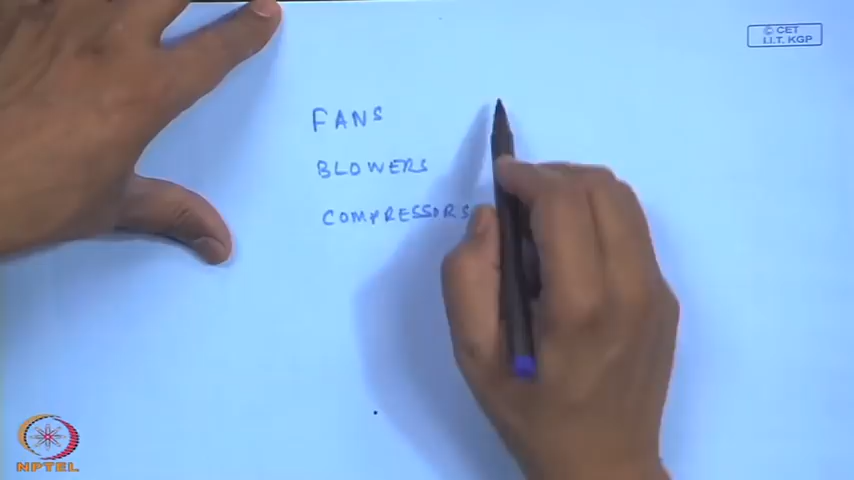 © CET
I.I.T. KGP
FANS
BLOWERS
COMPRESSORS
NPTEL